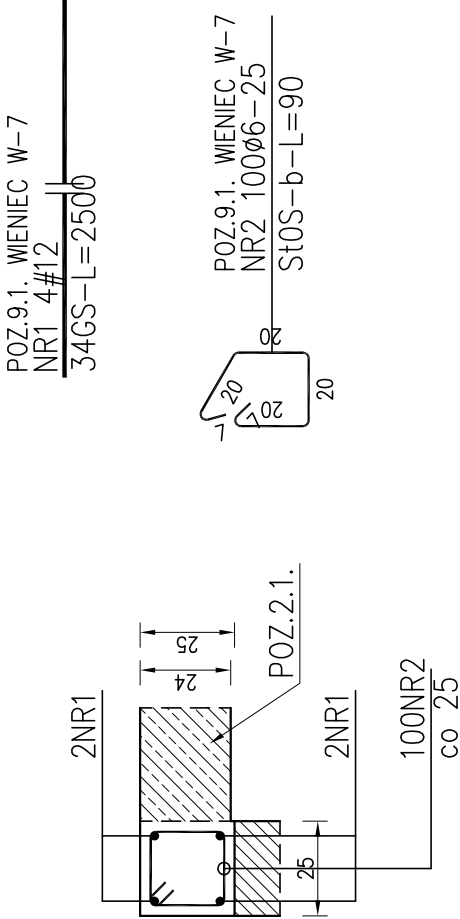 POZ.9.1. WIENIEC W-7
NR1 4#12
34GS-L=2500
POZ.9.1. WIENIEC W-7
NR2 100ø6-25
St0S-b-L=90
20
20
20
20
7
7
2NR1
25
24
POZ.2.1.
2NR1
25
100NR2
co 25